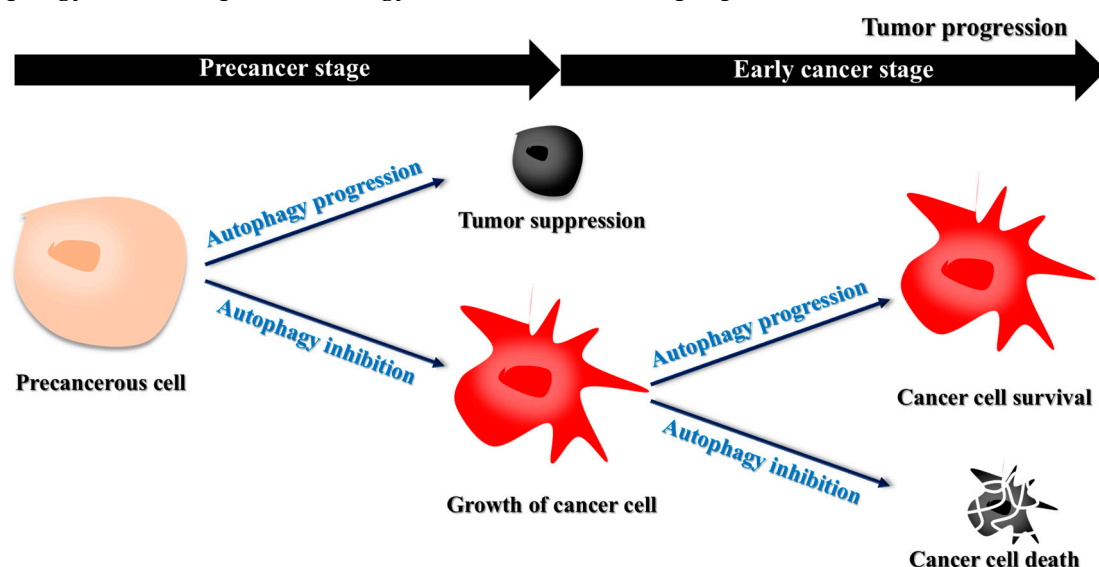 Tumor progression
Precancer stage
Early cancer stage
Autophagy progression
Tumor suppression
Autophagy inhibition
Precancerous cell
Autophagy progression
Cancer cell survival
Autophagy inhibition
Growth of cancer cell
Cancer cell death